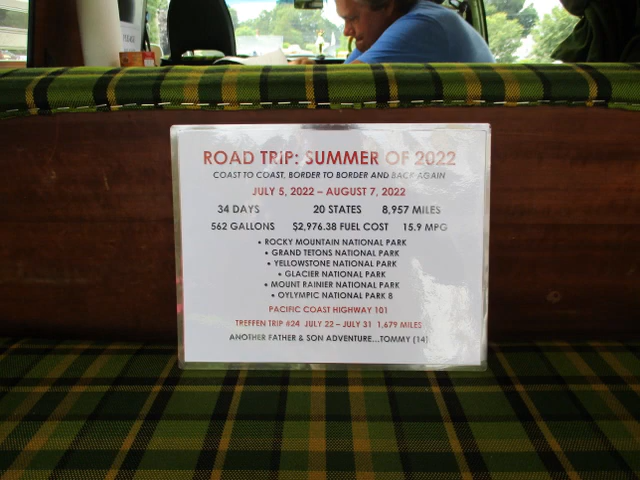 ROAD TRIP: SUMMER OF 2022
COAST TO COAST, BORDER TO BORDER AND BACK AGAIN
JULY 5, 2022 – AUGUST 7, 2022
34 DAYS 20 STATES 8,957 MILES
562 GALLONS $2,976.38 FUEL COST 15.9 MPG
• ROCKY MOUNTAIN NATIONAL PARK
• GRAND TETONS NATIONAL PARK
• YELLOWSTONE NATIONAL PARK
• GLACIER NATIONAL PARK
• MOUNT RAINIER NATIONAL PARK
• OYLYMPIC NATIONAL PARK 8
PACIFIC COAST HIGHWAY 101
TREFFEN TRIP #24 JULY 22 – JULY 31 1,679 MILES
ANOTHER FATHER & SON ADVENTURE...TOMMY (14)